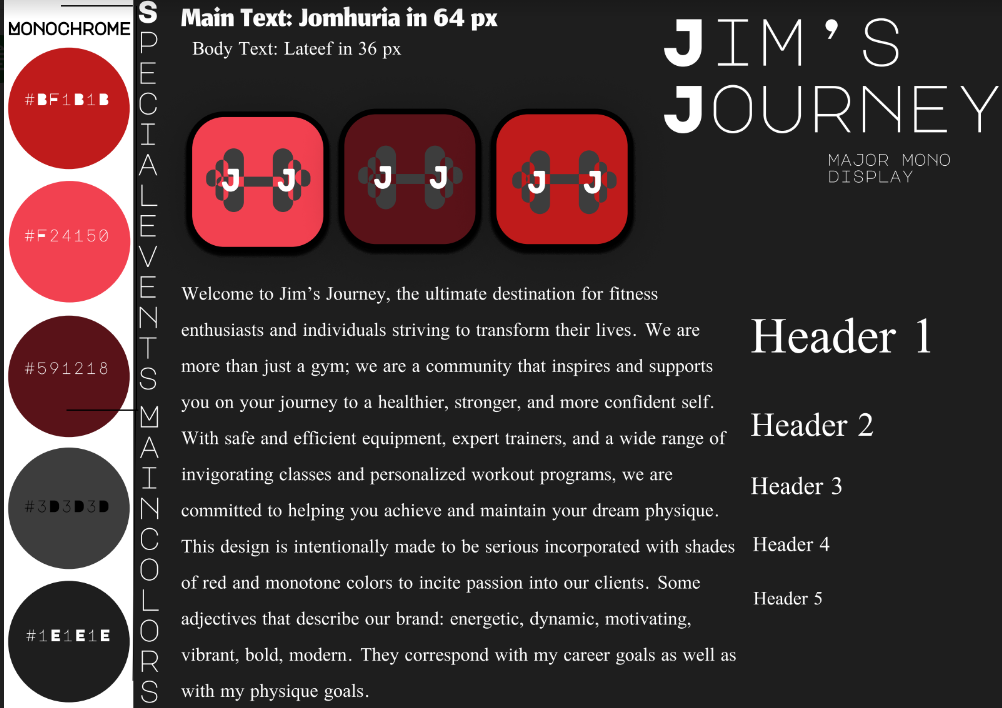 MONOCHROME
#BF1B1B
#F24150
#591218
#3D3D3D
#1E1E1E
SPECIALEVENTS
MAINCOLORS
Main Text: Jomhuria in 64 px
Body Text: Lateef in 36 px
J J
J J
J J
JIM'S
JOURNEY
MAJOR MONO
DISPLAY
Welcome to Jim’s Journey, the ultimate destination for fitness
enthusiasts and individuals striving to transform their lives. We are
more than just a gym; we are a community that inspires and supports
you on your journey to a healthier, stronger, and more confident self.
With safe and efficient equipment, expert trainers, and a wide range of
invigorating classes and personalized workout programs, we are
committed to helping you achieve and maintain your dream physique.
This design is intentionally made to be serious incorporated with shades
of red and monotone colors to incite passion into our clients. Some
adjectives that describe our brand: energetic, dynamic, motivating,
vibrant, bold, modern. They correspond with my career goals as well as
with my physique goals.
Header 1
Header 2
Header 3
Header 4
Header 5